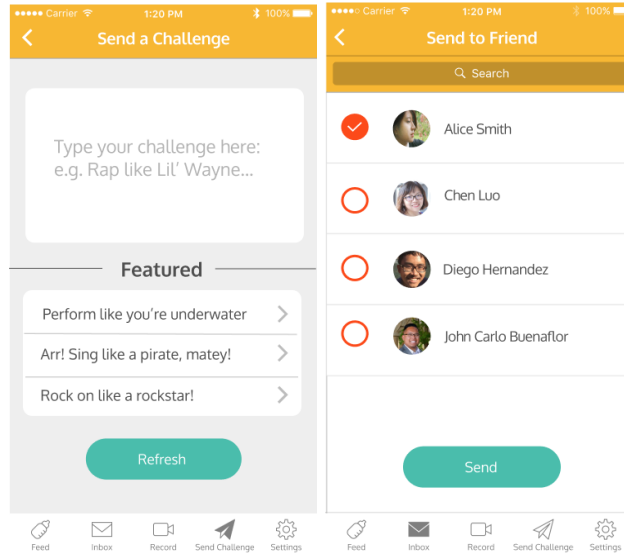 Carrier 1:20 PM 100%
Send a Challenge
Type your challenge here:
e.g. Rap like Lil' Wayne...
Featured
Perform like you're underwater
Arr! Sing like a pirate, matey!
Rock on like a rockstar!
Refresh
Feed Inbox Record Send Challenge Settings
Carrier 1:20 PM 100%
Send to Friend
Search
Alice Smith
Chen Luo
Diego Hernandez
John Carlo Buenaflor
Send
Feed Inbox Record Send Challenge Settings